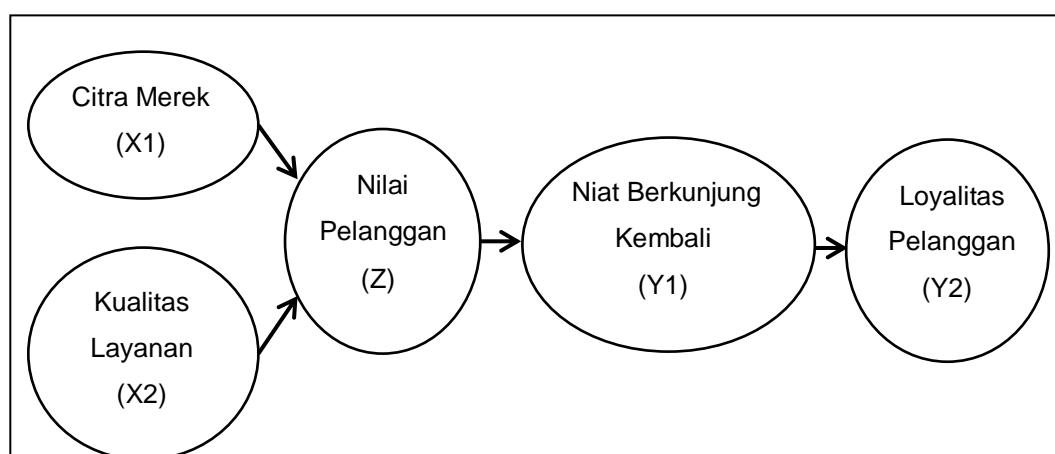 Citra Merek
(X1)
Kualitas
Layanan
(X2)
Nilai
Pelanggan
(Z)
Niat Berkunjung
Kembali
(Y1)
Loyalitas
Pelanggan
(Y2)